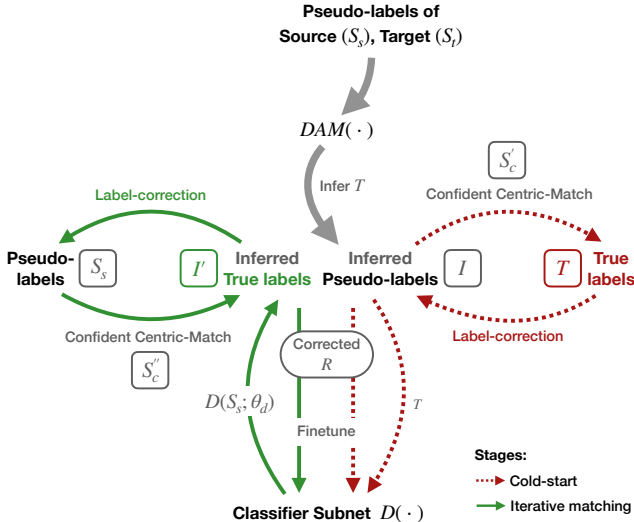 Pseudo-labels of
Source (S_s), Target (S_t)
DAM( · )
Infer T
S_c'
Confident Centric-Match
Label-correction
Pseudo-
labels
S_s
I'
Inferred
True labels
Inferred
Pseudo-labels
I
T
True
labels
Confident Centric-Match
S_c''
Label-correction
Corrected
R
D(S_s; θ_d)
T
Finetune
Stages:
Cold-start
Iterative matching
Classifier Subnet D( · )